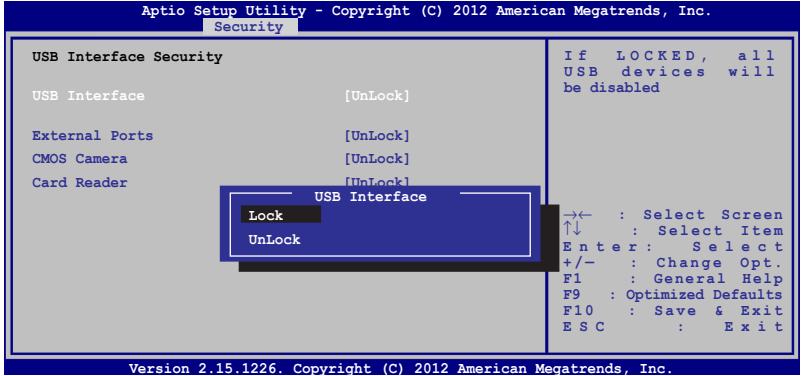 Aptio Setup Utility - Copyright (C) 2012 American Megatrends, Inc.
Security
USB Interface Security
USB Interface [UnLock]
External Ports [UnLock]
CMOS Camera [UnLock]
Card Reader [UnLock]
USB Interface
Lock
UnLock
If LOCKED, all
USB devices will
be disabled
→← : Select Screen
↑↓ : Select Item
Enter: Select
+/— : Change Opt.
F1 : General Help
F9 : Optimized Defaults
F10 : Save & Exit
ESC : Exit
Version 2.15.1226. Copyright (C) 2012 American Megatrends, Inc.